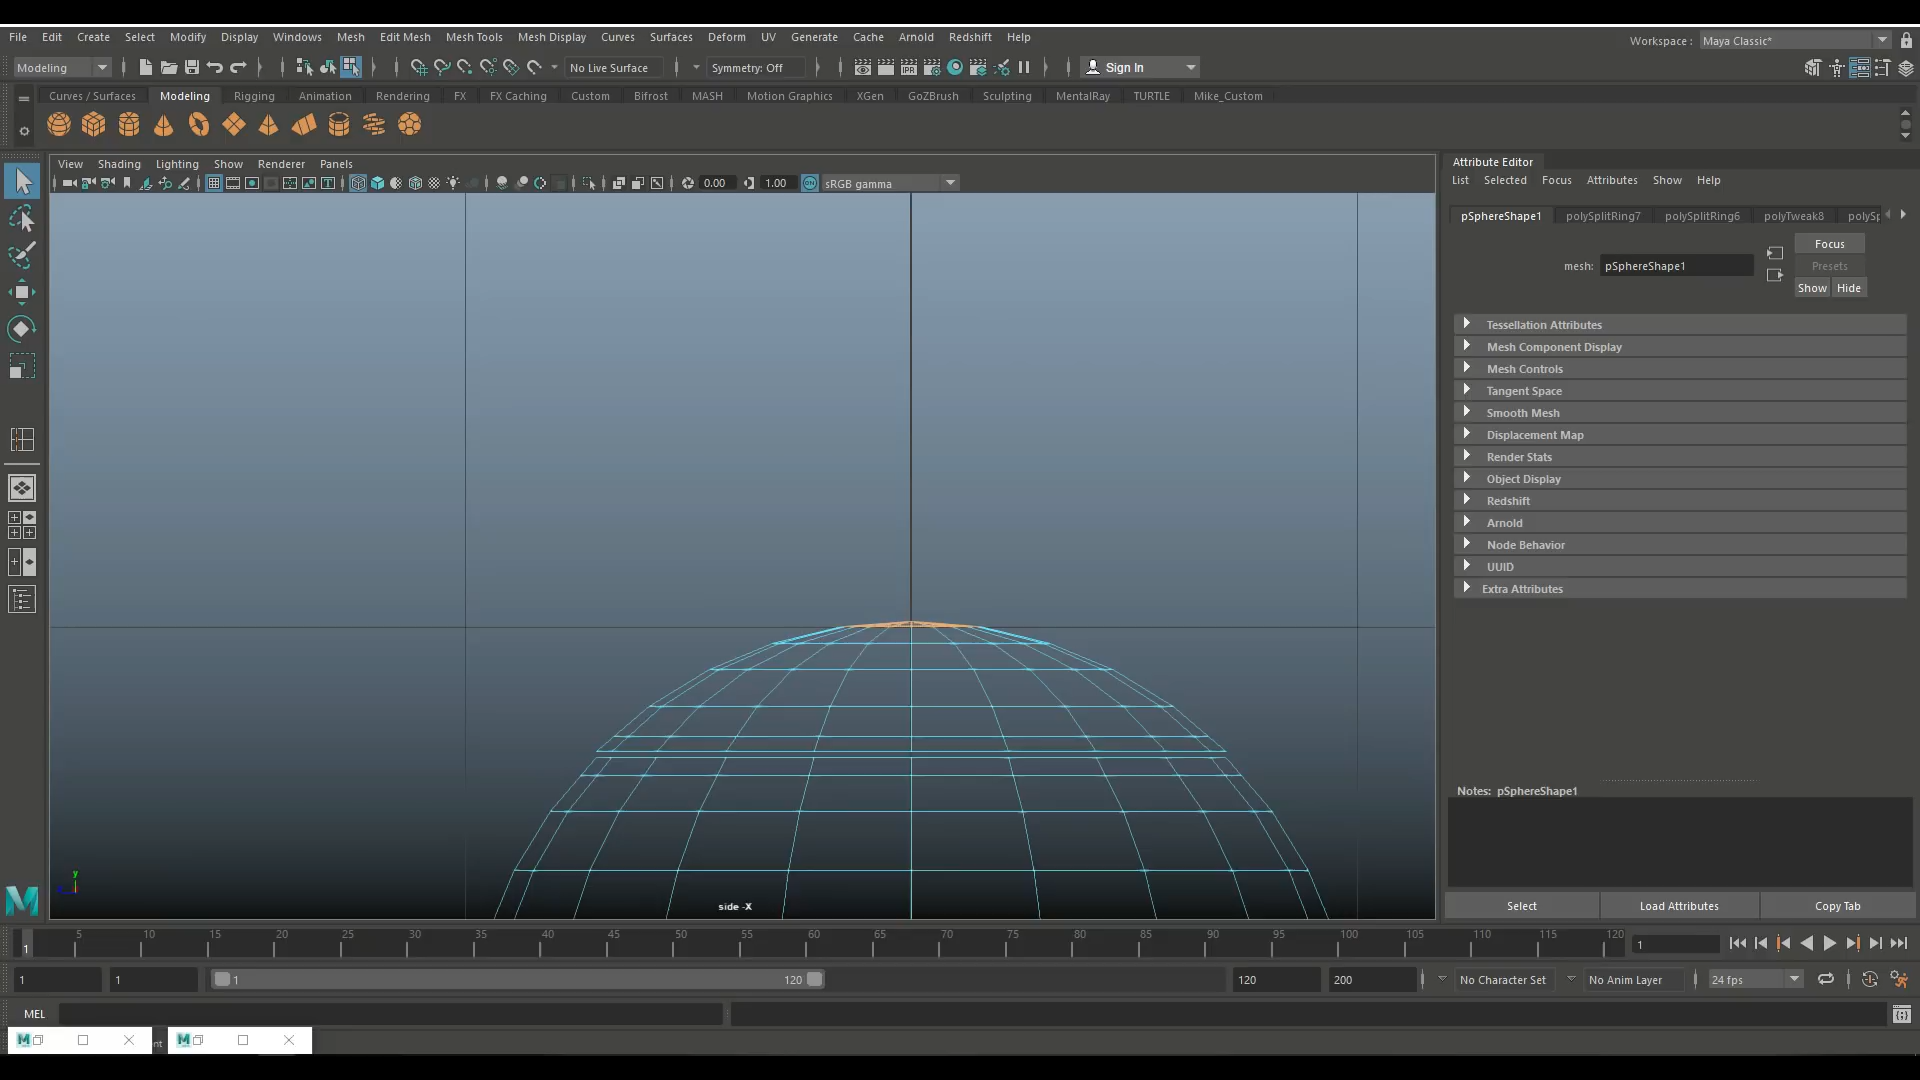 File Edit Create Select Modify Display Windows Mesh Edit Mesh Mesh Tools Mesh Display Curves Surfaces Deform UV Generate Cache Arnold Redshift Help
Workspace : Maya Classic*
Modeling
No Live Surface
Symmetry: Off
Sign In
Curves / Surfaces Modeling Rigging Animation Rendering FX FX Caching Custom Bifrost MASH Motion Graphics XGen GoZBrush Sculpting MentalRay TURTLE Mike_Custom
View Shading Lighting Show Renderer Panels
0.00 1.00 ON sRGB gamma
side -X
y
Attribute Editor
List Selected Focus Attributes Show Help
pSphereShape1 polySplitRing7 polySplitRing6 polyTweak8 polySp
Focus
mesh: pSphereShape1
Presets
Show Hide
Tessellation Attributes
Mesh Component Display
Mesh Controls
Tangent Space
Smooth Mesh
Displacement Map
Render Stats
Object Display
Redshift
Arnold
Node Behavior
UUID
Extra Attributes
Notes: pSphereShape1
Select Load Attributes Copy Tab
1 5 10 15 20 25 30 35 40 45 50 55 60 65 70 75 80 85 90 95 100 105 110 115 120 1
1 1 1 120 120 200 No Character Set No Anim Layer 24 fps
MEL
nt